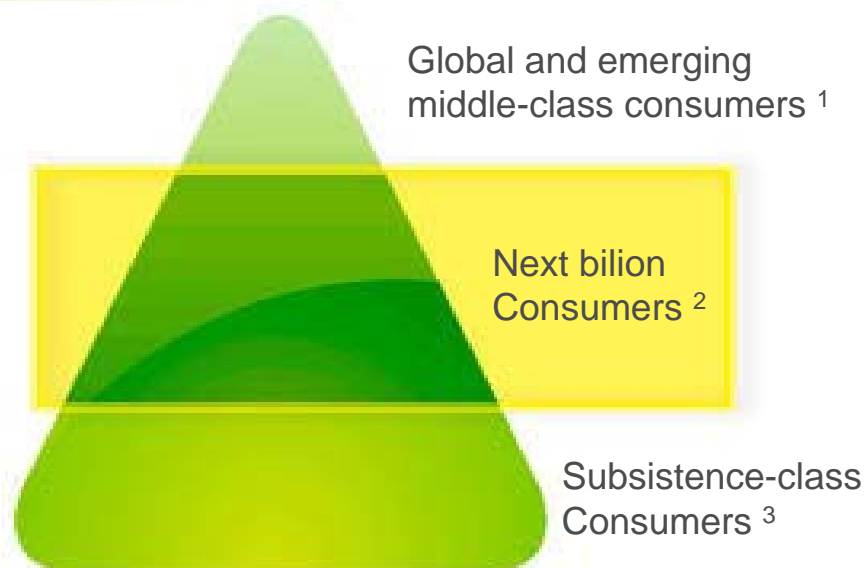 Global and emerging
middle-class consumers ¹
Next bilion
Consumers ²
Subsistence-class
Consumers ³